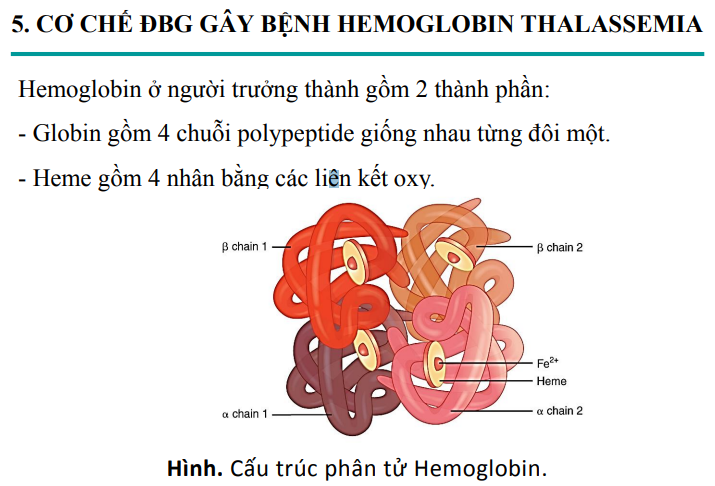 5. CƠ CHẾ ĐBG GÂY BỆNH HEMOGLOBIN THALASSEMIA
Hemoglobin ở người trưởng thành gồm 2 thành phần:
- Globin gồm 4 chuỗi polypeptide giống nhau từng đôi một.
- Heme gồm 4 nhân bằng các liên kết oxy.
β chain 1
β chain 2
Fe²⁺
Heme
α chain 1
α chain 2
Hình. Cấu trúc phân tử Hemoglobin.